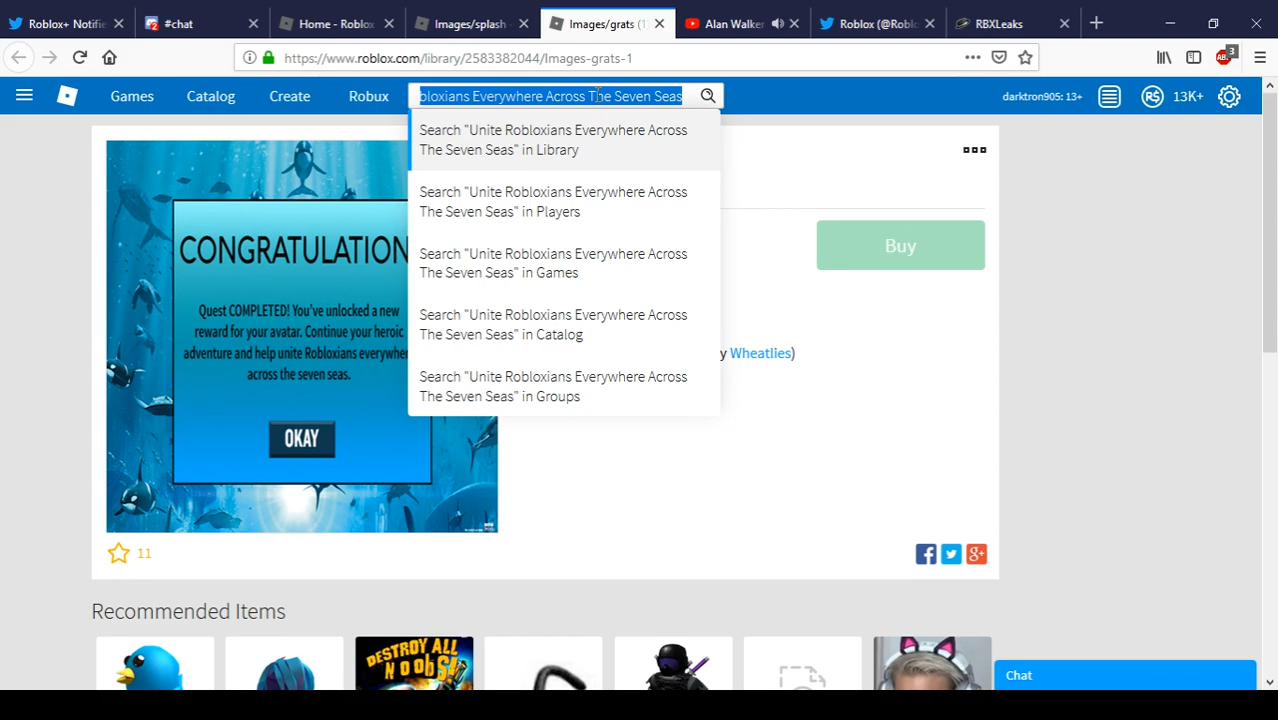 Roblox+ Notifi
#chat
Home - Roblox
Images/splash
Images/grats (1)
Alan Walker
Roblox (@Robl
RBXLeaks
https://www.roblox.com/library/2583382044/Images-grats-1
3
Games
Catalog
Create
Robux
bloxians Everywhere Across The Seven Seas
darktron905: 13+
13K+
Search "Unite Robloxians Everywhere Across
The Seven Seas" in Library
Search "Unite Robloxians Everywhere Across
The Seven Seas" in Players
Search "Unite Robloxians Everywhere Across
The Seven Seas" in Games
Search "Unite Robloxians Everywhere Across
The Seven Seas" in Catalog
Search "Unite Robloxians Everywhere Across
The Seven Seas" in Groups
Buy
y Wheatlies)
CONGRATULATION
Quest COMPLETED! You've unlocked a new
reward for your avatar. Continue your heroic
adventure and help unite Robloxians everywher
across the seven seas.
OKAY
11
Recommended Items
DESTROY ALL
NOOBS!
Chat